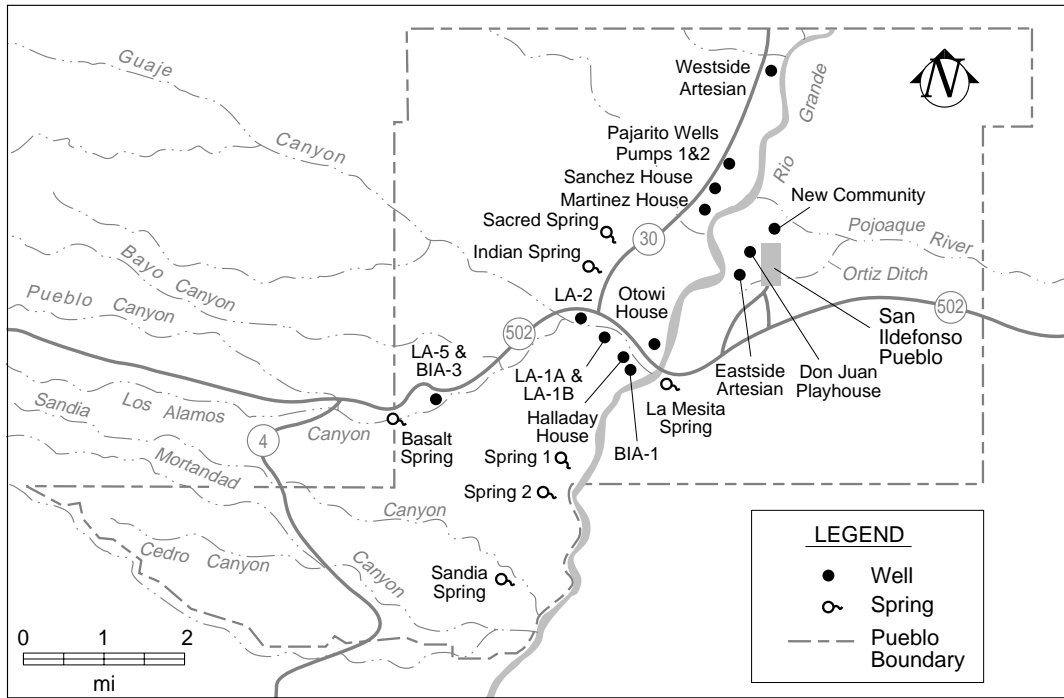 Guaje
Canyon
Westside
Artesian
Grande
N
Pajarito Wells
Pumps 1&2
Sanchez House
Martinez House
Rio
New Community
Sacred Spring
30
Pojoaque
River
Indian Spring
Bayo
Canyon
Ortiz Ditch
LA-2
Otowi
House
Pueblo
Canyon
502
502
San
Ildefonso
Pueblo
LA-5 &
BIA-3
LA-1A &
LA-1B
Eastside
Artesian
Don Juan
Playhouse
Halladay
House
La Mesita
Spring
Sandia
Los Alamos
Canyon
4
Basalt
Spring
BIA-1
Spring 1
Mortandad
Spring 2
Canyon
Cedro
Canyon
Canyon
Sandia
Spring
LEGEND
Well
Spring
Pueblo
Boundary
0 1 2
mi